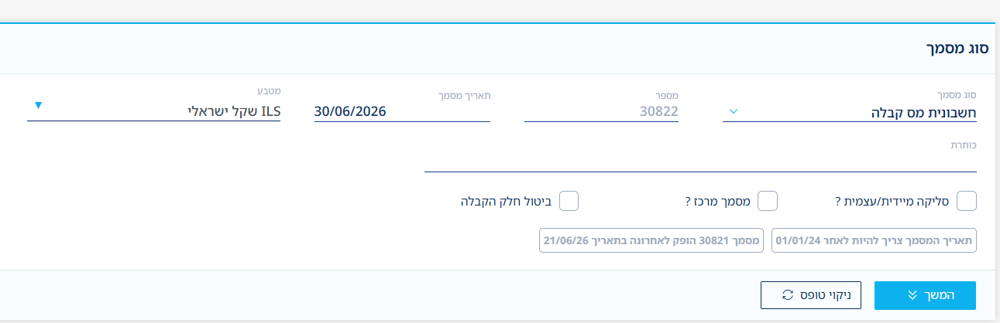 סוג מסמך
סוג מסמך
חשבונית מס קבלה
מספר
30822
תאריך מסמך
30/06/2026
מטבע
ILS שקל ישראלי
כותרת
סליקה מיידית/עצמית ?
מסמך מרכז ?
ביטול חלק הקבלה
תאריך המסמך צריך להיות לאחר 01/01/24
מסמך 30821 הופק לאחרונה בתאריך 21/06/26
המשך
ניקוי טופס